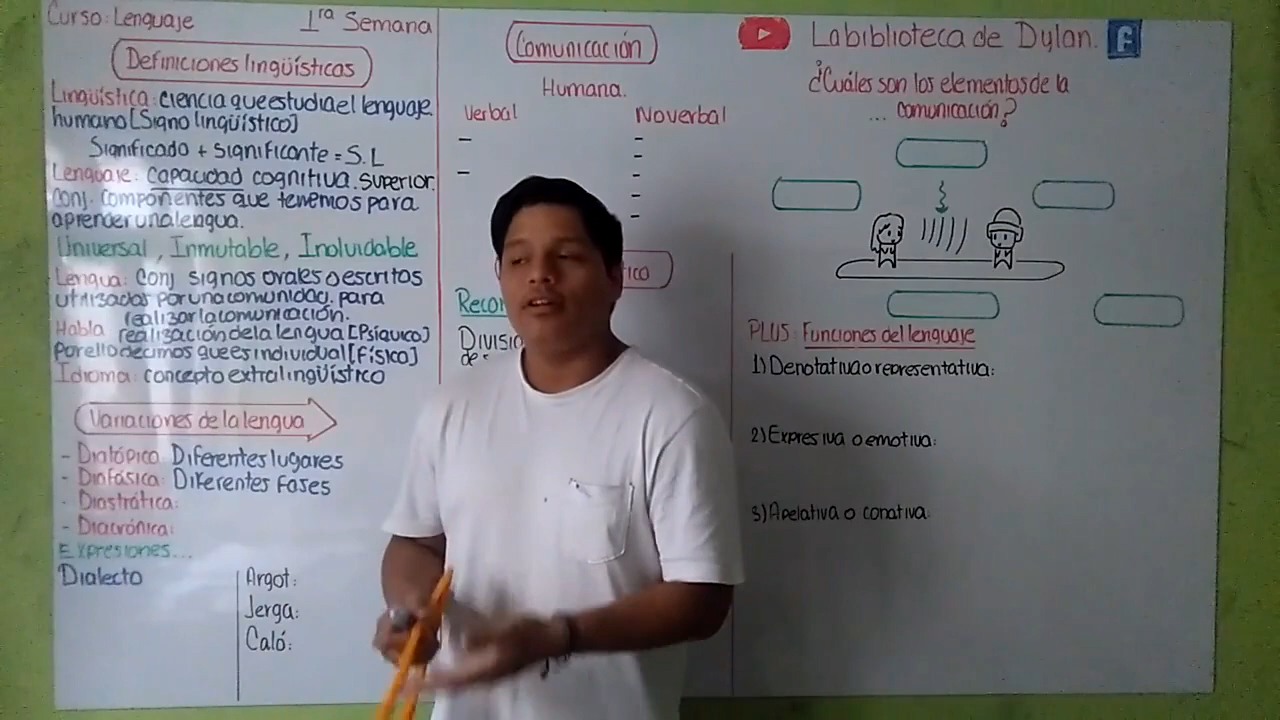 Curso: Lenguaje
1ra Semana
Definiciones lingüísticas
Lingüística: ciencia que estudia el lenguaje
humano [Signo lingüístico]
Significado + significante = S.L
Lenguaje: capacidad cognitiva superior.
Conj. componentes que tenemos para
aprender una lengua.
Universal, Inmutable, Inolvidable
Lengua: Conj signos orales o escritos
utilizados por una comunidad para
realizar la comunicación.
Habla realización de la lengua [Psíquico]
Por ello decimos que es individual [Físico]
Idioma: concepto extralingüístico
Variaciones de la lengua
- Diatópico Diferentes lugares
- Diafásica: Diferentes fases
- Diastrática:
- Diacrónica:
Expresiones...
Dialecto
Argot:
Jerga:
Caló:
Comunicación
Humana.
Verbal
No verbal
-
-
-
-
-
-
-
de
La biblioteca de Dylan. f
¿Cuáles son los elementos de la
... comunicación?
PLUS: Funciones del lenguaje
1) Denotativa o representativa:
2) Expresiva o emotiva:
3) Apelativa o conativa: